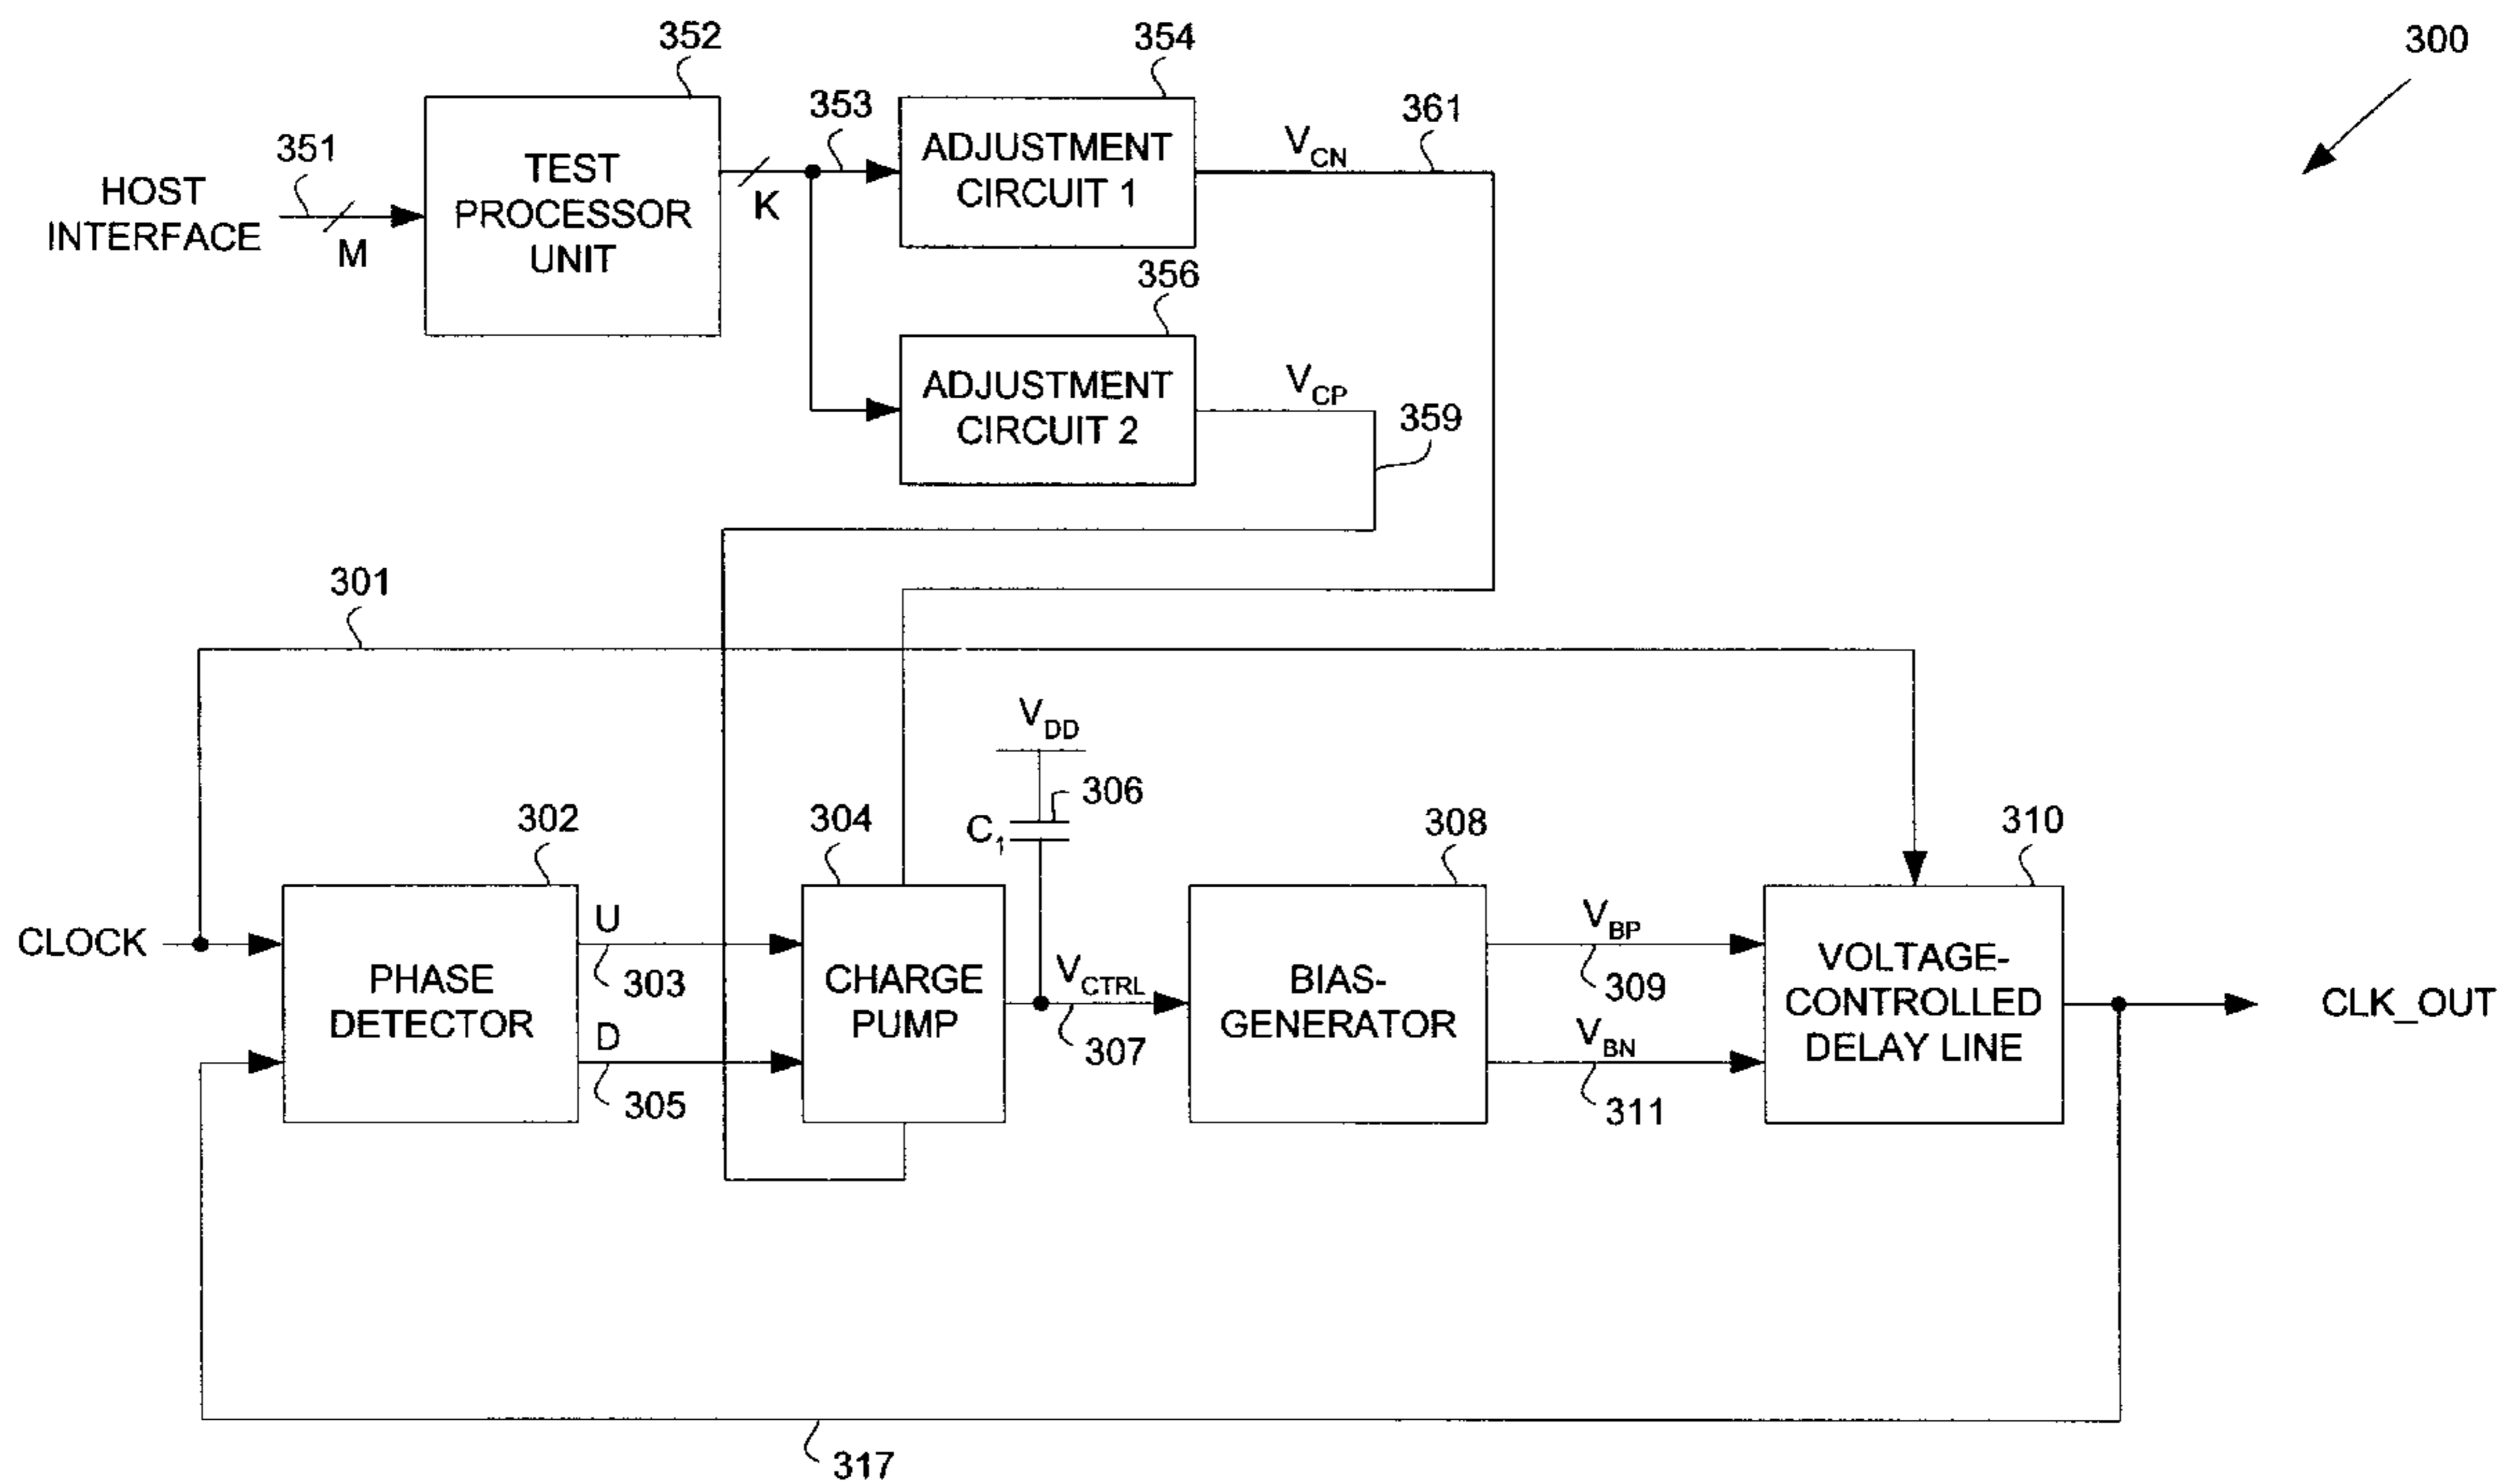 352
354
300
353
361
351
HOST
INTERFACE
M
TEST
PROCESSOR
UNIT
K
ADJUSTMENT
CIRCUIT 1
V_CN
356
ADJUSTMENT
CIRCUIT 2
V_CP
359
301
V_DD
306
C_1
302
304
308
310
CLOCK
PHASE
DETECTOR
U
303
D
305
CHARGE
PUMP
V_CTRL
307
BIAS-
GENERATOR
V_BP
309
V_BN
311
VOLTAGE-
CONTROLLED
DELAY LINE
CLK_OUT
317